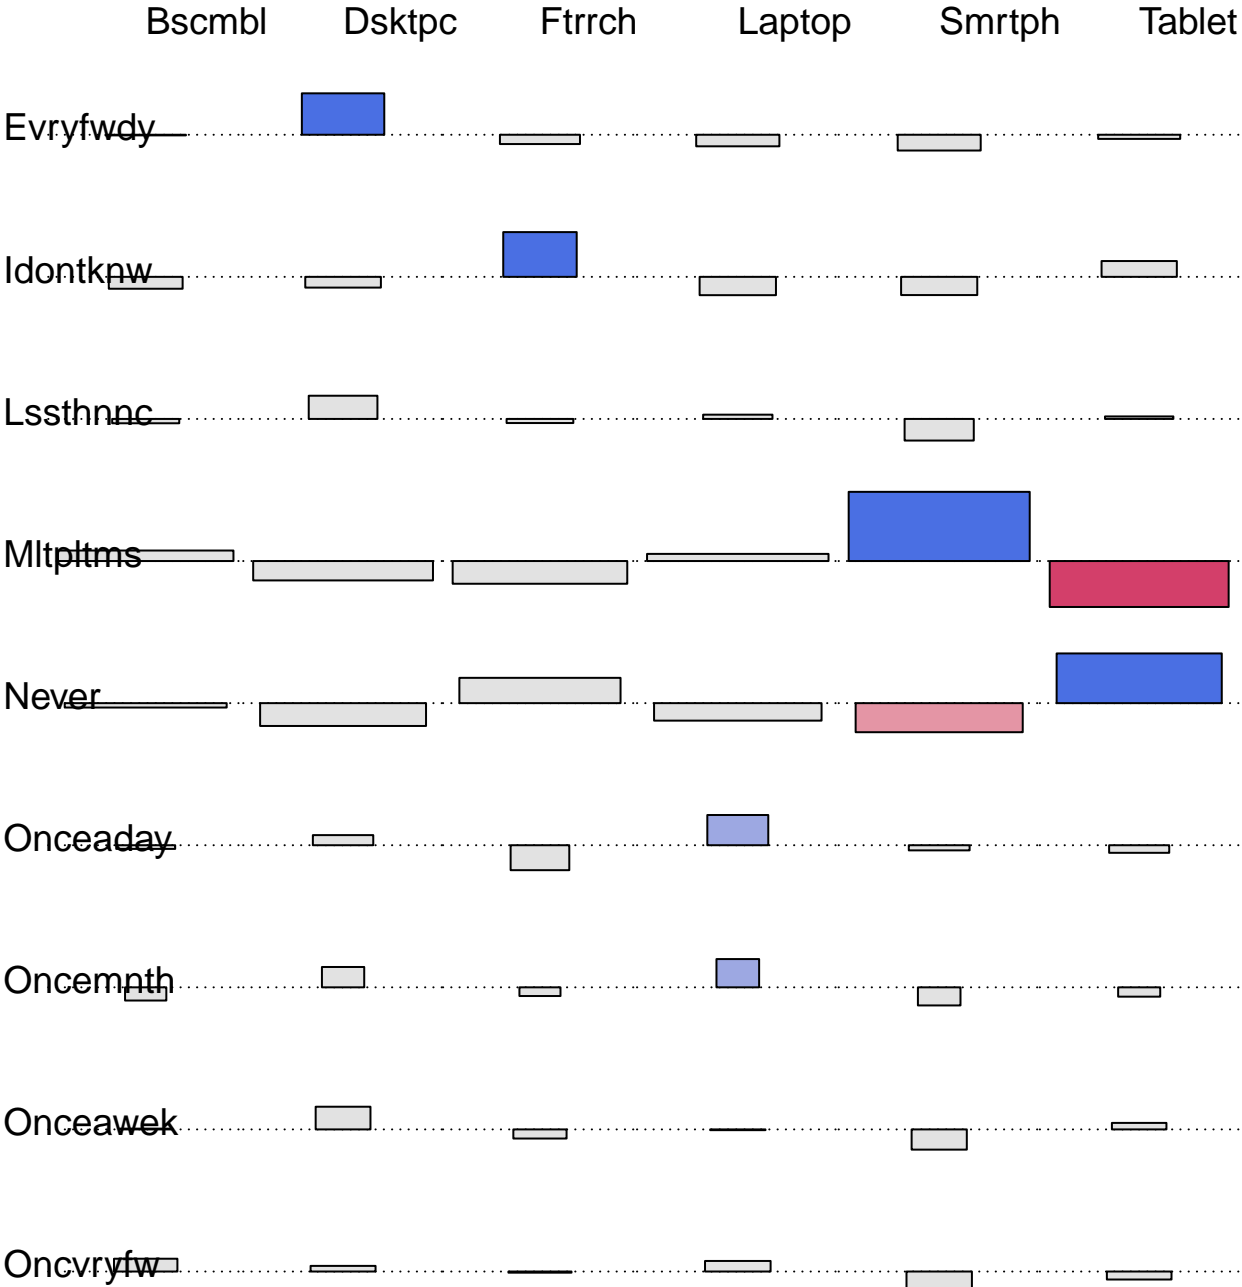 Bscmbl Dsktpc Ftrrch Laptop Smrtph Tablet
Evryfwdy
Idontknw
Lssthnnc
Mltpltms
Never
Onceaday
Oncemnth
Onceawek
Oncvryfw